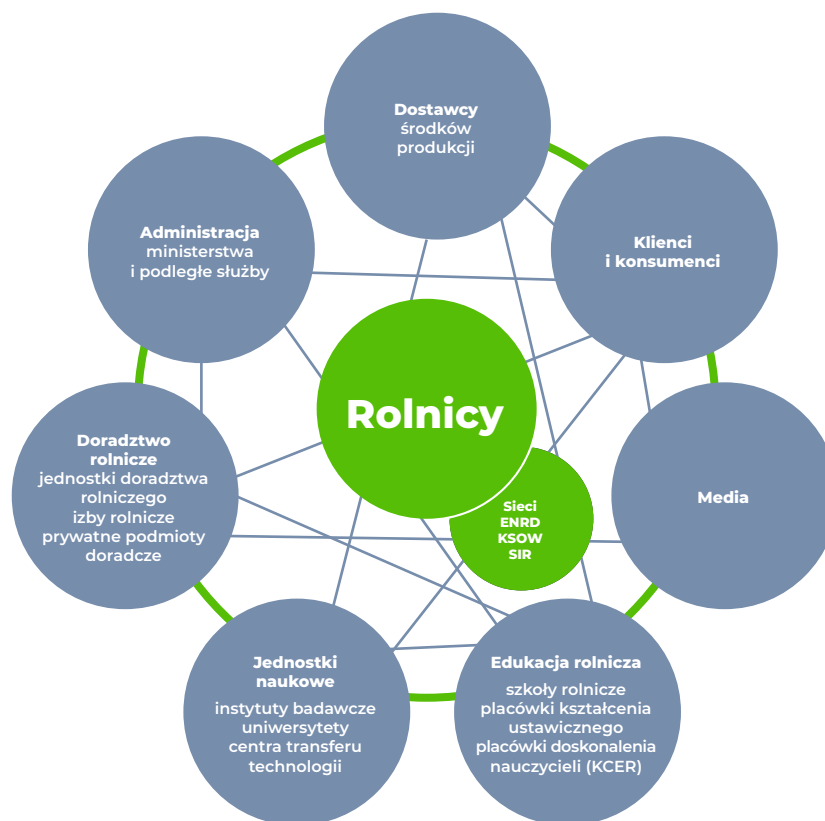 Dostawcy
środków
produkcji
Administracja
ministerstwa
i podległe służby
Klienci
i konsumenci
Rolnicy
Doradztwo
rolnicze
jednostki doradztwa
rolniczego
izby rolnicze
prywatne podmioty
doradcze
Sieci
ENRD
KSOW
SIR
Media
Jednostki
naukowe
instytuty badawcze
uniwersytety
centra transferu
technologii
Edukacja rolnicza
szkoły rolnicze
placówki kształcenia
ustawicznego
placówki doskonalenia
nauczycieli (KCER)